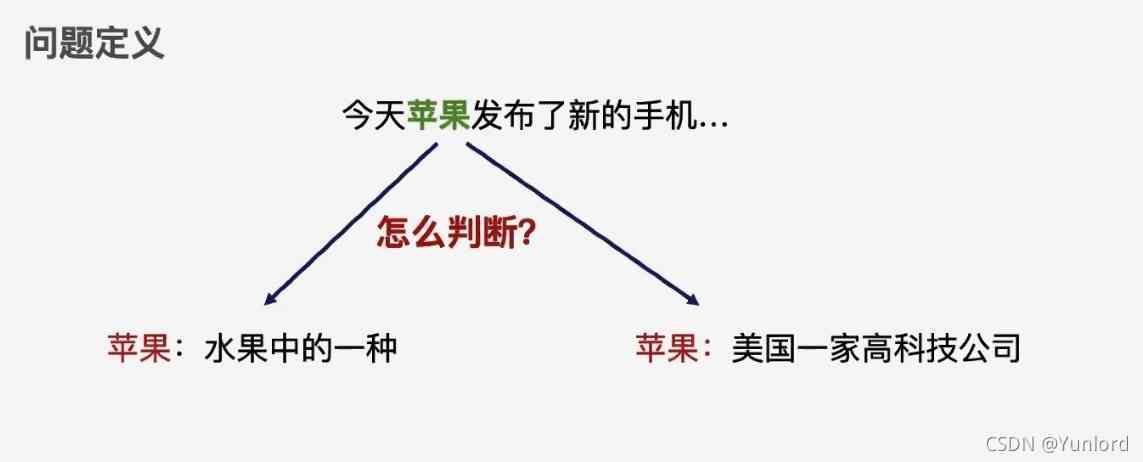 问题定义
今天苹果发布了新的手机...
怎么判断?
苹果：水果中的一种
苹果：美国一家高科技公司
CSDN @Yunlord